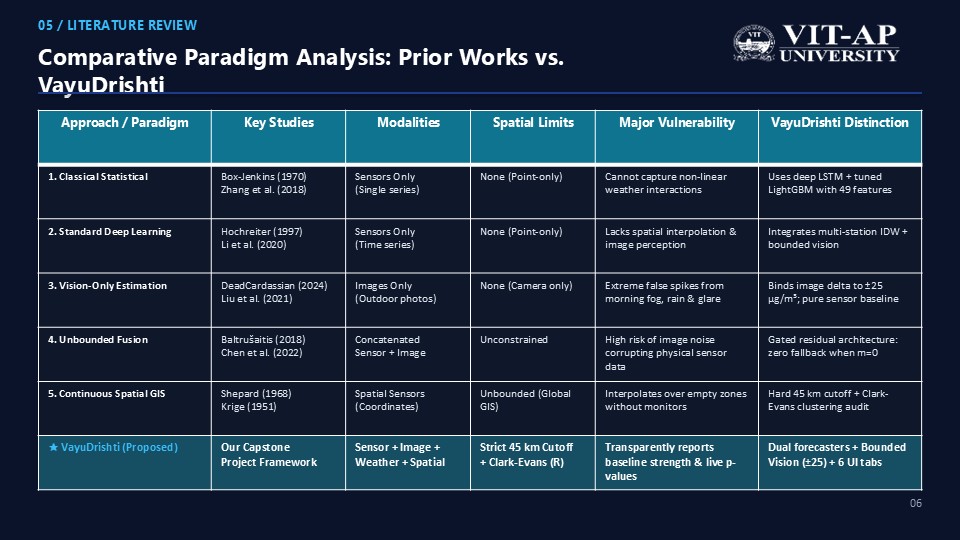 05 / LITERATURE REVIEW
Comparative Paradigm Analysis: Prior Works vs.
VayuDrishti
VIT
VIT-AP
UNIVERSITY
Approach / Paradigm
Key Studies
Modalities
Spatial Limits
Major Vulnerability
VayuDrishti Distinction
1. Classical Statistical
Box-Jenkins (1970)
Zhang et al. (2018)
Sensors Only
(Single series)
None (Point-only)
Cannot capture non-linear
weather interactions
Uses deep LSTM + tuned
LightGBM with 49 features
2. Standard Deep Learning
Hochreiter (1997)
Li et al. (2020)
Sensors Only
(Time series)
None (Point-only)
Lacks spatial interpolation &
image perception
Integrates multi-station IDW +
bounded vision
3. Vision-Only Estimation
DeadCardassian (2024)
Liu et al. (2021)
Images Only
(Outdoor photos)
None (Camera only)
Extreme false spikes from
morning fog, rain & glare
Binds image delta to ±25
µg/m³; pure sensor baseline
4. Unbounded Fusion
Baltrušaitis (2018)
Chen et al. (2022)
Concatenated
Sensor + Image
Unconstrained
High risk of image noise
corrupting physical sensor
data
Gated residual architecture:
zero fallback when m=0
5. Continuous Spatial GIS
Shepard (1968)
Krige (1951)
Spatial Sensors
(Coordinates)
Unbounded (Global
GIS)
Interpolates over empty zones
without monitors
Hard 45 km cutoff + Clark-
Evans clustering audit
★ VayuDrishti (Proposed)
Our Capstone
Project Framework
Sensor + Image +
Weather + Spatial
Strict 45 km Cutoff
+ Clark-Evans (R)
Transparently reports
baseline strength & live p-
values
Dual forecasters + Bounded
Vision (±25) + 6 UI tabs
06